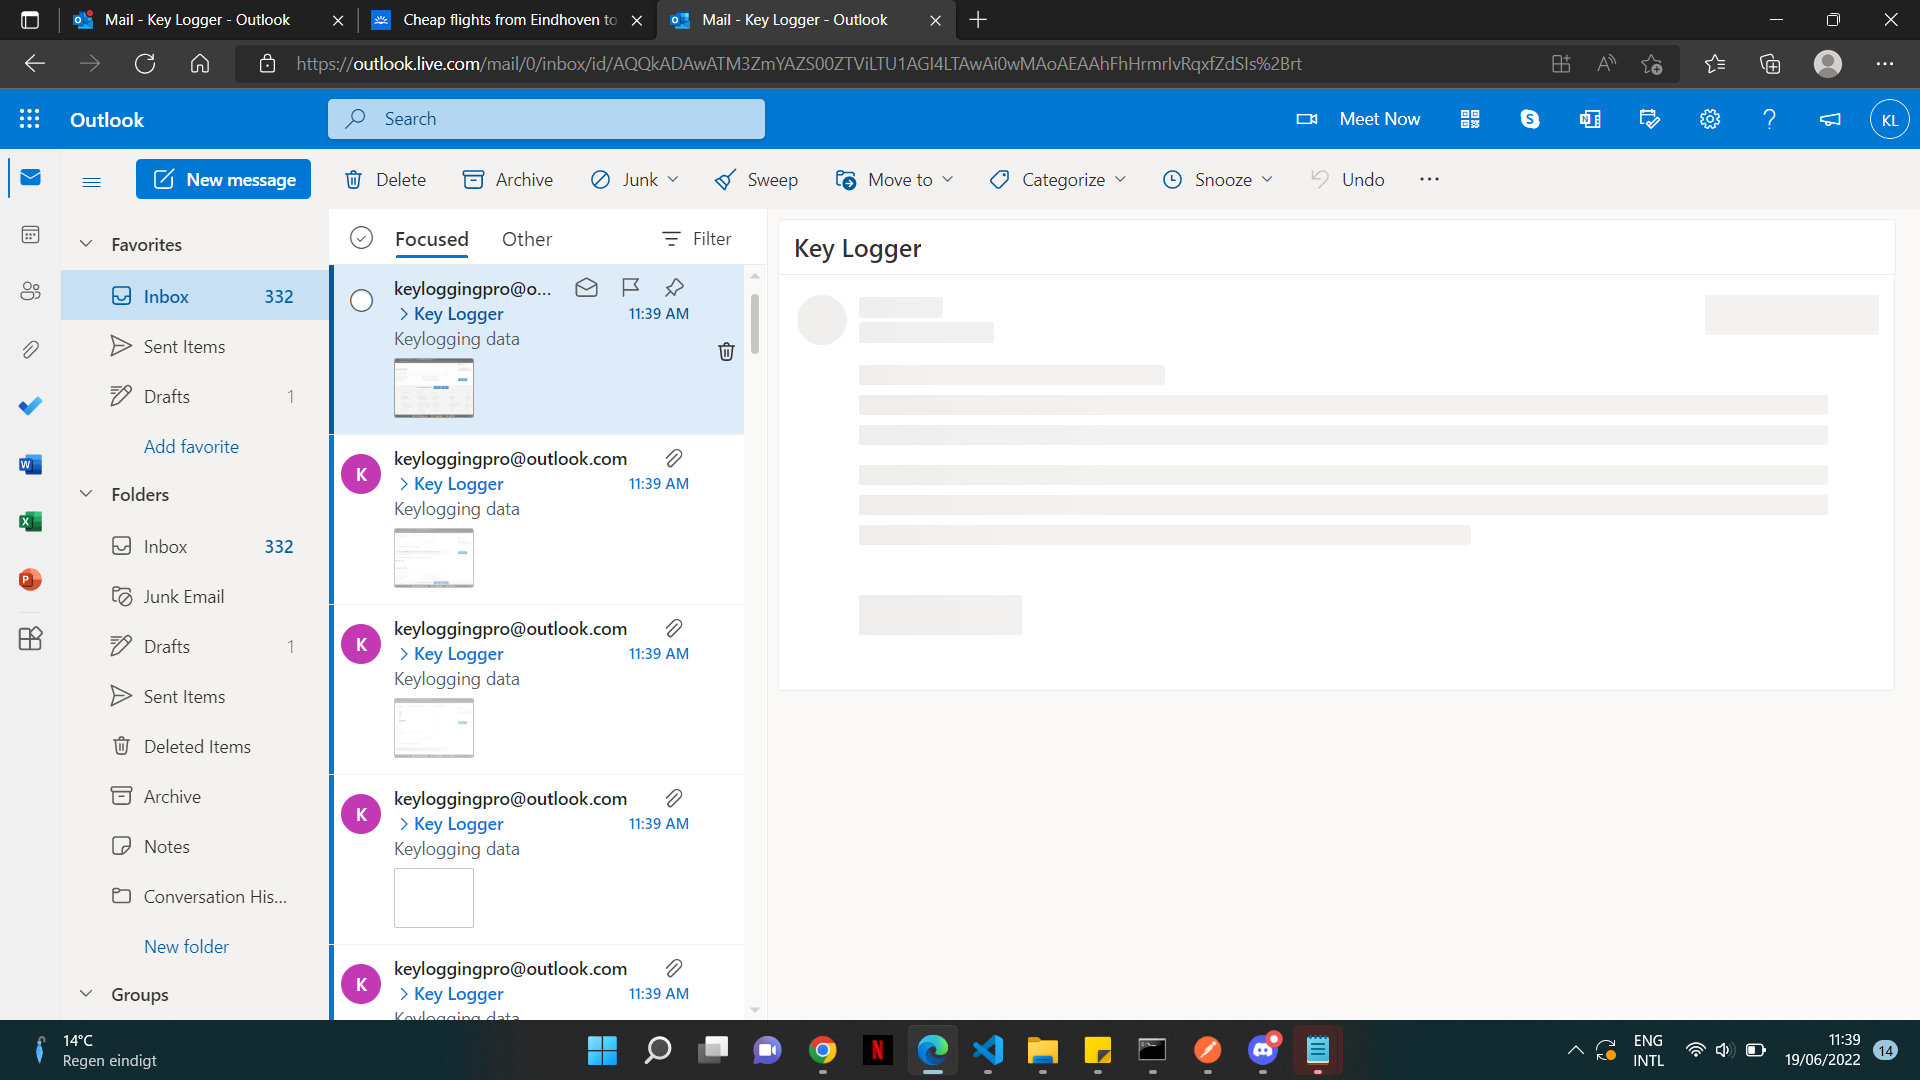 Mail - Key Logger - Outlook
Cheap flights from Eindhoven to
Mail - Key Logger - Outlook
https://outlook.live.com/mail/0/inbox/id/AQQkADAwATM3ZmYAZS00ZTViLTU1AGI4LTAwAi0wMAoAEAAhFhHrmrIvRqxfZdSIs%2Brt
Outlook
Search
Meet Now
KL
New message
Delete
Archive
Junk
Sweep
Move to
Categorize
Snooze
Undo
Favorites
Inbox 332
Sent Items
Drafts 1
Add favorite
Folders
Inbox 332
Junk Email
Drafts 1
Sent Items
Deleted Items
Archive
Notes
Conversation His...
New folder
Groups
Focused
Other
Filter
keyloggingpro@o...
Key Logger 11:39 AM
Keylogging data
K
keyloggingpro@outlook.com
Key Logger 11:39 AM
Keylogging data
K
keyloggingpro@outlook.com
Key Logger 11:39 AM
Keylogging data
K
keyloggingpro@outlook.com
Key Logger 11:39 AM
Keylogging data
K
keyloggingpro@outlook.com
Key Logger 11:39 AM
Keylogging data
Key Logger
14°C
Regen eindigt
ENG
INTL
11:39
19/06/2022
14